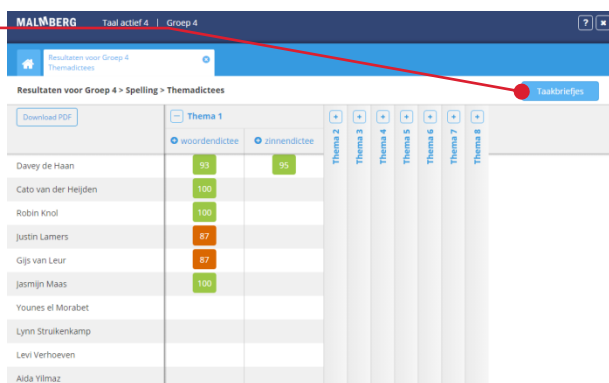 MALMBERG Taal actief 4 | Groep 4 ? ×
Resultaten voor Groep 4
Themadictees
Resultaten voor Groep 4 > Spelling > Themadictees Taakbriefjes
Download PDF − Thema 1 + + + + + + +
woordendictee zinnendictee Thema 2 Thema 3 Thema 4 Thema 5 Thema 6 Thema 7 Thema 8
Davey de Haan 93 95
Cato van der Heijden 100
Robin Knol 100
Justin Lamers 87
Gijs van Leur 87
Jasmijn Maas 100
Younes el Morabet
Lynn Struikenkamp
Levi Verhoeven
Aida Yilmaz